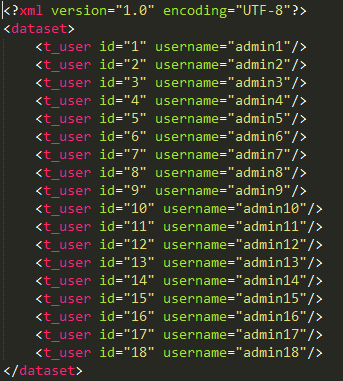 <?xml version="1.0" encoding="UTF-8"?>
<dataset>
    <t_user id="1" username="admin1"/>
    <t_user id="2" username="admin2"/>
    <t_user id="3" username="admin3"/>
    <t_user id="4" username="admin4"/>
    <t_user id="5" username="admin5"/>
    <t_user id="6" username="admin6"/>
    <t_user id="7" username="admin7"/>
    <t_user id="8" username="admin8"/>
    <t_user id="9" username="admin9"/>
    <t_user id="10" username="admin10"/>
    <t_user id="11" username="admin11"/>
    <t_user id="12" username="admin12"/>
    <t_user id="13" username="admin13"/>
    <t_user id="14" username="admin14"/>
    <t_user id="15" username="admin15"/>
    <t_user id="16" username="admin16"/>
    <t_user id="17" username="admin17"/>
    <t_user id="18" username="admin18"/>
</dataset>